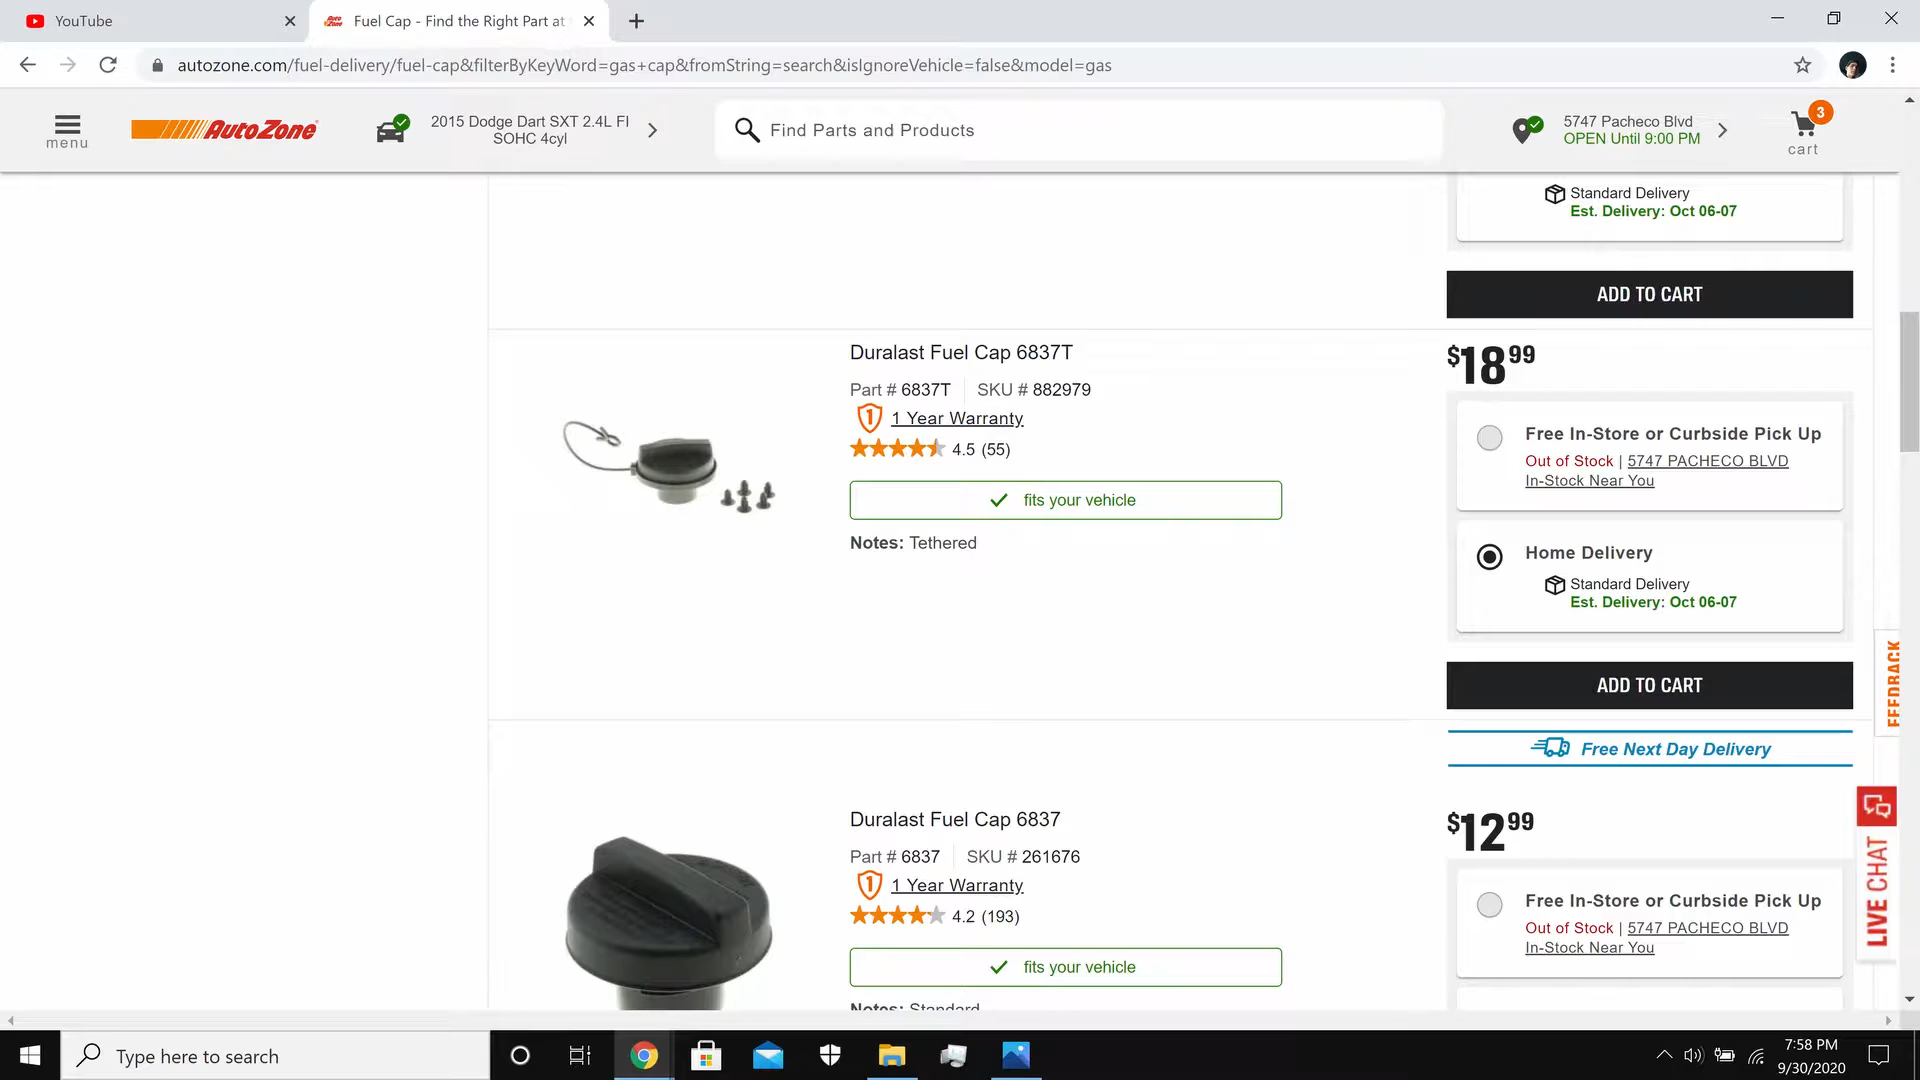 YouTube
Fuel Cap - Find the Right Part at
autozone.com/fuel-delivery/fuel-cap&filterByKeyWord=gas+cap&fromString=search&isIgnoreVehicle=false&model=gas
menu
AutoZone
2015 Dodge Dart SXT 2.4L FI
SOHC 4cyl
Find Parts and Products
5747 Pacheco Blvd
OPEN Until 9:00 PM
3
cart
Standard Delivery
Est. Delivery: Oct 06-07
ADD TO CART
Duralast Fuel Cap 6837T
Part # 6837T SKU # 882979
1 1 Year Warranty
4.5 (55)
fits your vehicle
Notes: Tethered
$18 99
Free In-Store or Curbside Pick Up
Out of Stock | 5747 PACHECO BLVD
In-Stock Near You
Home Delivery
Standard Delivery
Est. Delivery: Oct 06-07
ADD TO CART
FEEDBACK
Free Next Day Delivery
Duralast Fuel Cap 6837
Part # 6837 SKU # 261676
1 1 Year Warranty
4.2 (193)
fits your vehicle
Notes: Standard
$12 99
Free In-Store or Curbside Pick Up
Out of Stock | 5747 PACHECO BLVD
In-Stock Near You
LIVE CHAT
Type here to search
7:58 PM
9/30/2020